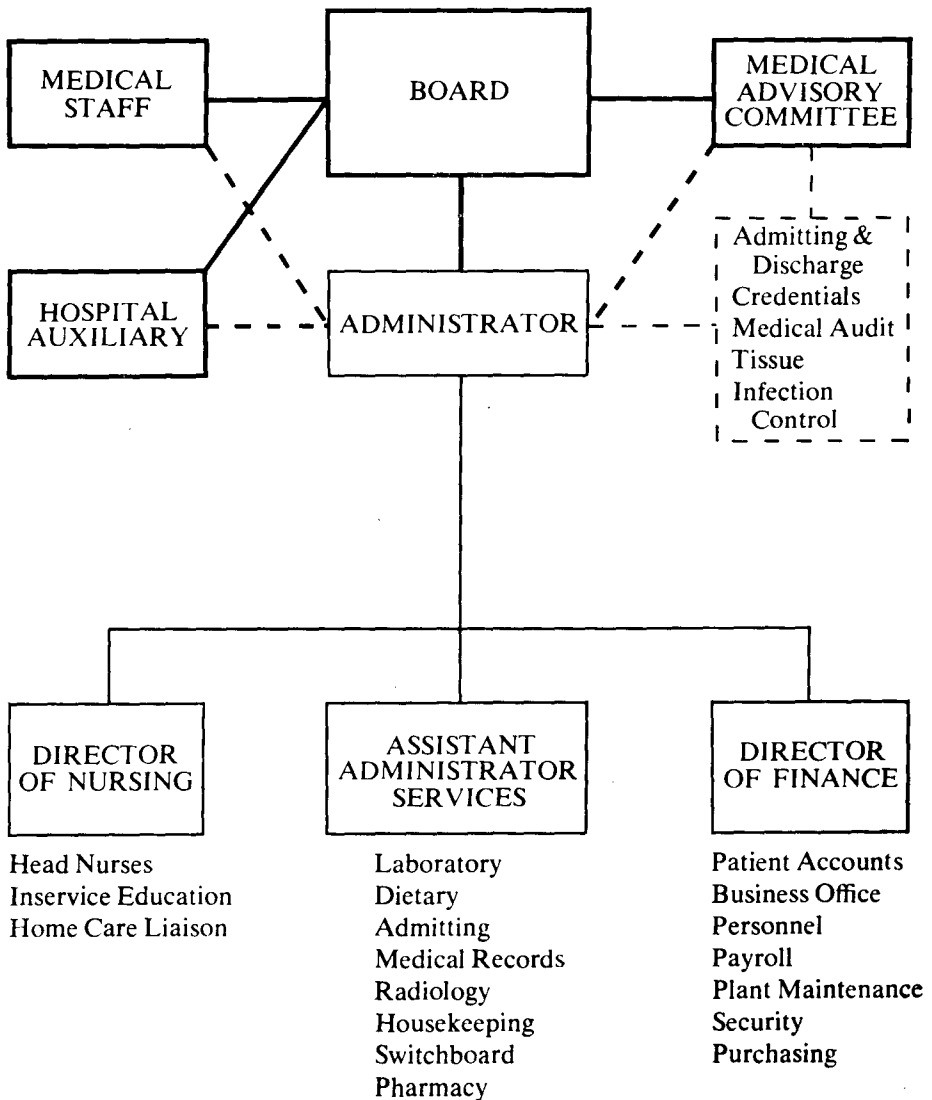 MEDICAL
STAFF
BOARD
MEDICAL
ADVISORY
COMMITTEE
Admitting &
Discharge
Credentials
Medical Audit
Tissue
Infection
Control
HOSPITAL
AUXILIARY
ADMINISTRATOR
DIRECTOR
OF NURSING
Head Nurses
Inservice Education
Home Care Liaison
ASSISTANT
ADMINISTRATOR
SERVICES
Laboratory
Dietary
Admitting
Medical Records
Radiology
Housekeeping
Switchboard
Pharmacy
DIRECTOR
OF FINANCE
Patient Accounts
Business Office
Personnel
Payroll
Plant Maintenance
Security
Purchasing